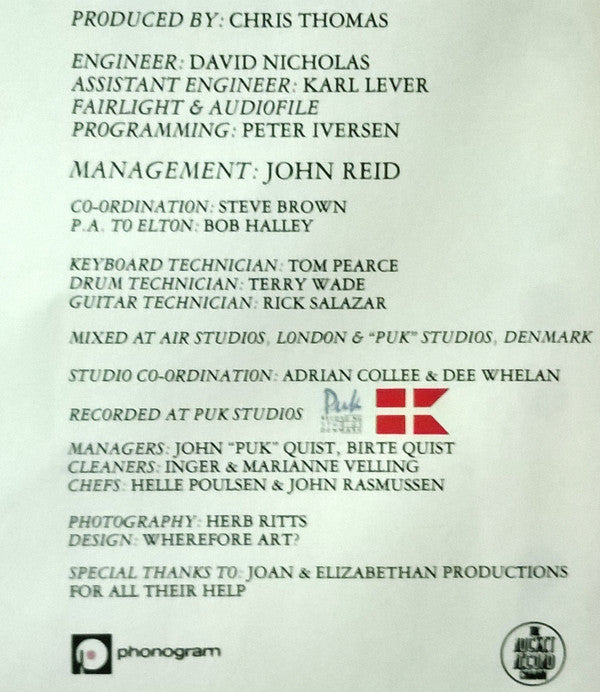 PRODUCED BY: CHRIS THOMAS
ENGINEER: DAVID NICHOLAS
ASSISTANT ENGINEER: KARL LEVER
FAIRLIGHT & AUDIOFILE
PROGRAMMING: PETER IVERSEN
MANAGEMENT: JOHN REID
CO-ORDINATION: STEVE BROWN
P.A. TO ELTON: BOB HALLEY
KEYBOARD TECHNICIAN: TOM PEARCE
DRUM TECHNICIAN: TERRY WADE
GUITAR TECHNICIAN: RICK SALAZAR
MIXED AT AIR STUDIOS, LONDON & "PUK" STUDIOS, DENMARK
STUDIO CO-ORDINATION: ADRIAN COLLEE & DEE WHELAN
RECORDED AT PUK STUDIOS Puk
MANAGERS: JOHN "PUK" QUIST, BIRTE QUIST
CLEANERS: INGER & MARIANNE VELLING
CHEFS: HELLE POULSEN & JOHN RASMUSSEN
PHOTOGRAPHY: HERB RITTS
DESIGN: WHEREFORE ART?
SPECIAL THANKS TO: JOAN & ELIZABETHAN PRODUCTIONS
FOR ALL THEIR HELP
phonogram